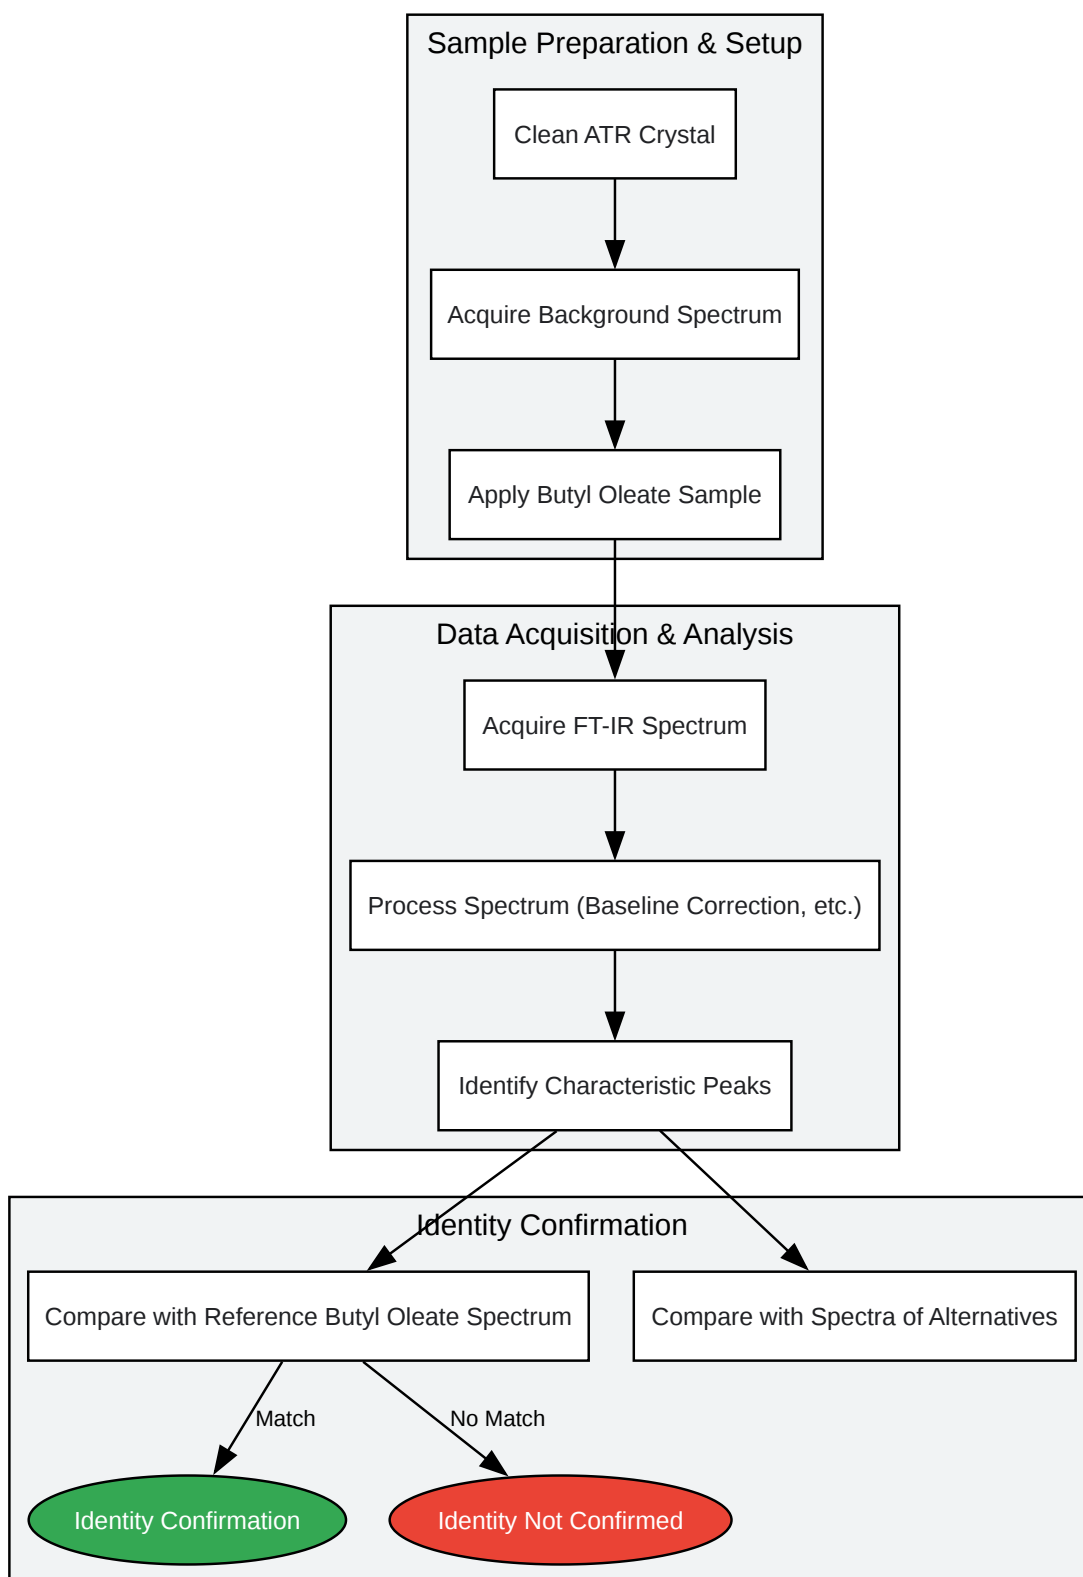 Sample Preparation & Setup
Clean ATR Crystal
Acquire Background Spectrum
Apply Butyl Oleate Sample
Data Acquisition & Analysis
Acquire FT-IR Spectrum
Process Spectrum (Baseline Correction, etc.)
Identify Characteristic Peaks
Identity Confirmation
Compare with Reference Butyl Oleate Spectrum
Compare with Spectra of Alternatives
Match
No Match
Identity Confirmation
Identity Not Confirmed